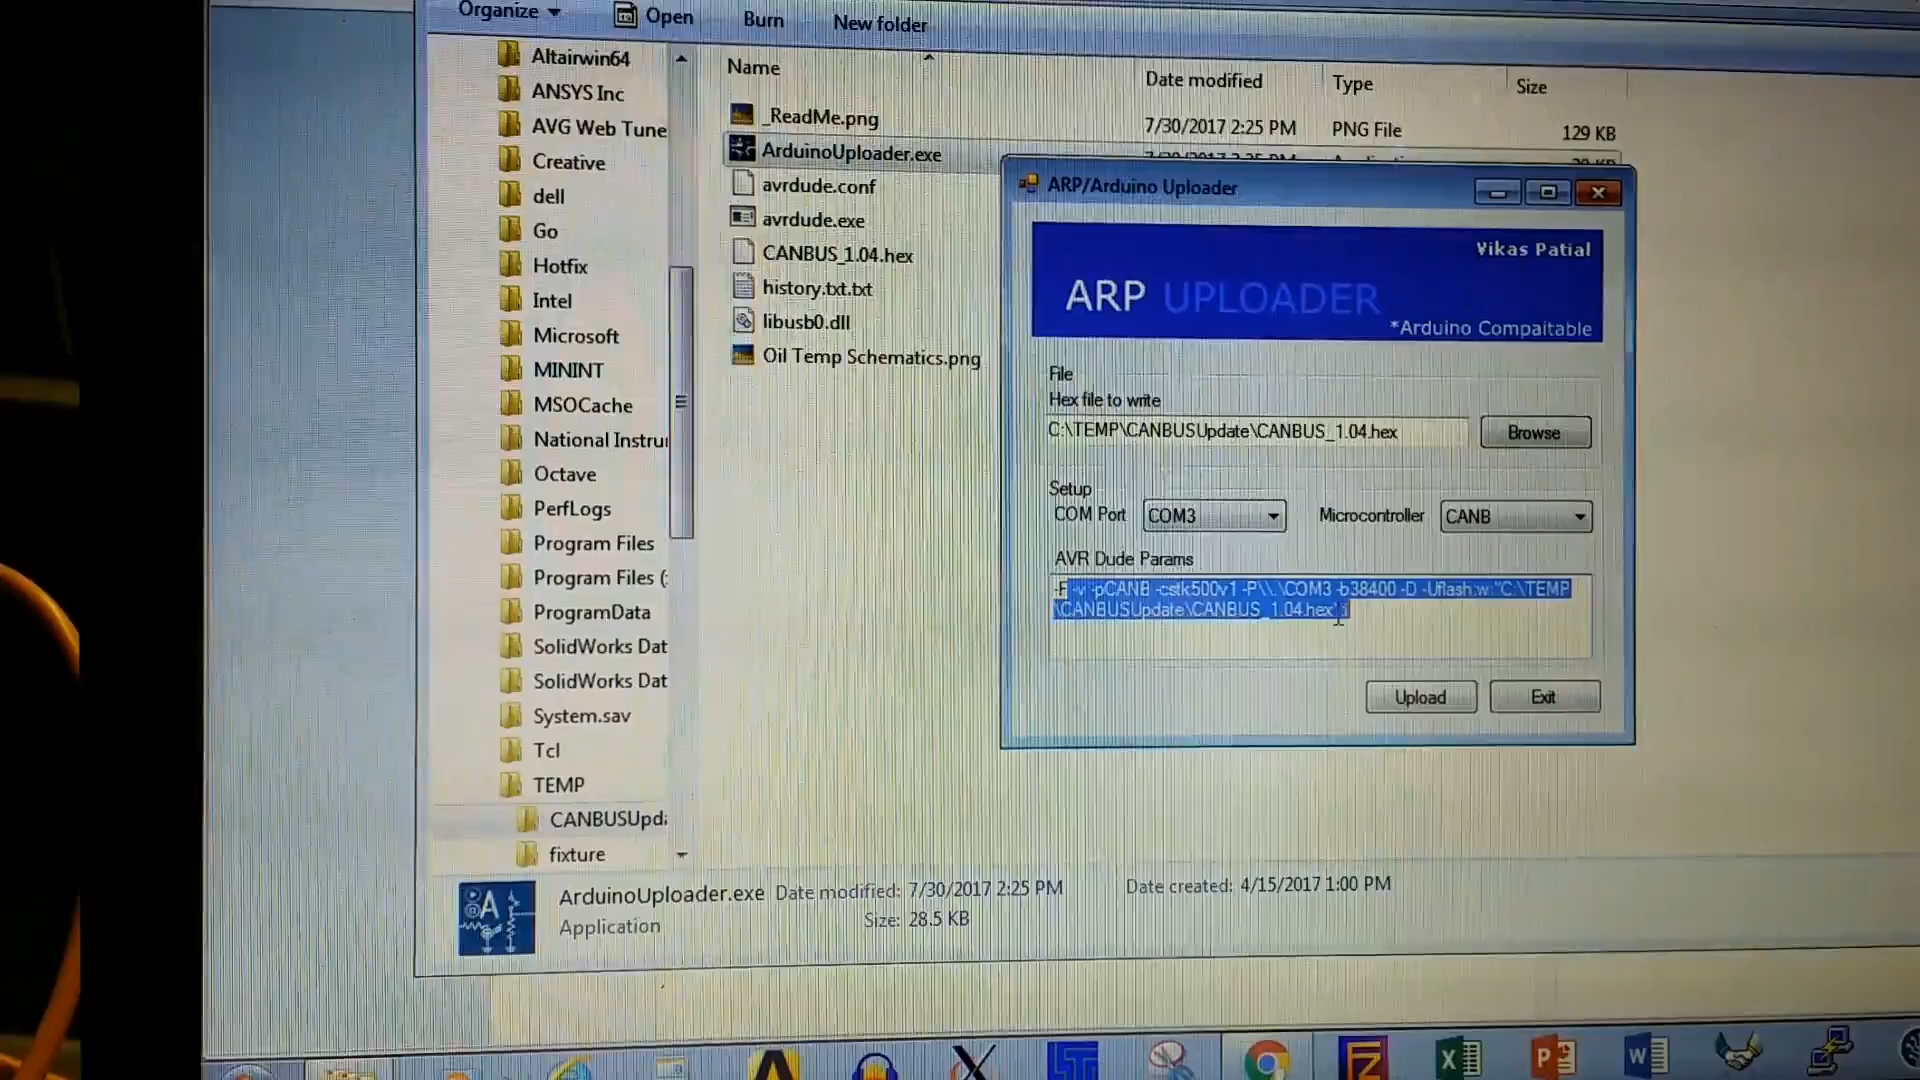 Organize
Open
Burn
New folder
Altairwin64
ANSYS Inc
AVG Web Tune
Creative
dell
Go
Hotfix
Intel
Microsoft
MININT
MSOCache
National Instru
Octave
PerfLogs
Program Files
Program Files (
ProgramData
SolidWorks Dat
SolidWorks Dat
System.sav
Tcl
TEMP
CANBUSUpda
fixture
Name
Date modified
Type
Size
_ReadMe.png
7/30/2017 2:25 PM
PNG File
129 KB
ArduinoUploader.exe
avrdude.conf
avrdude.exe
CANBUS_1.04.hex
history.txt.txt
libusb0.dll
Oil Temp Schematics.png
ARP/Arduino Uploader
Vikas Patial
ARP UPLOADER
*Arduino Compaitable
File
Hex file to write
C:\TEMP\CANBUSUpdate\CANBUS_1.04.hex
Browse
Setup
COM Port
COM3
Microcontroller
CANB
AVR Dude Params
-F -v -pCANB -cstk500v1 -P\\.\COM3 -b38400 -D -Uflash:w:"C:\TEMP
\CANBUSUpdate\CANBUS_1.04.hex":i
Upload
Exit
ArduinoUploader.exe
Date modified: 7/30/2017 2:25 PM
Date created: 4/15/2017 1:00 PM
Application
Size: 28.5 KB